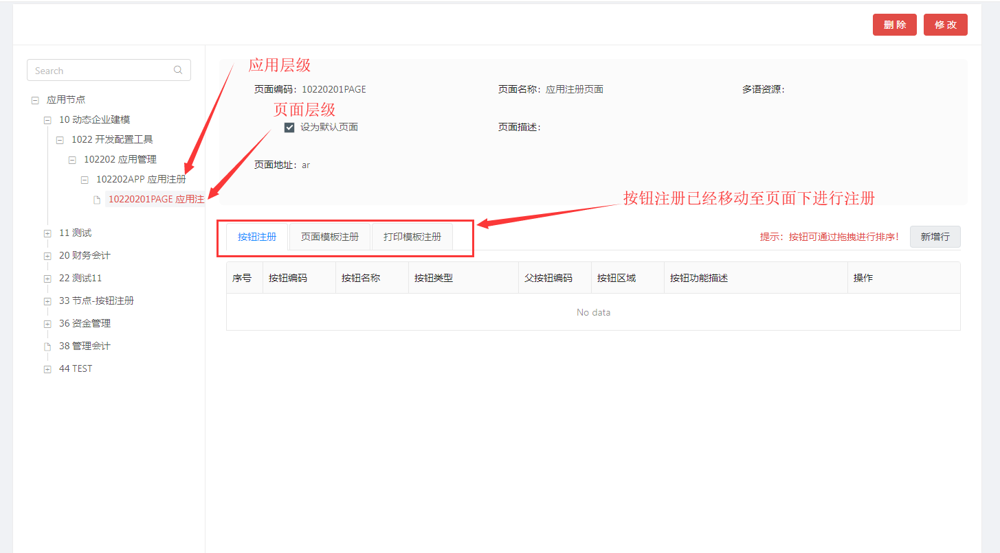 删 除
修 改
Search
应用节点
10 动态企业建模
1022 开发配置工具
102202 应用管理
102202APP 应用注册
10220201PAGE 应用注
11 测试
20 财务会计
22 测试11
33 节点-按钮注册
36 资金管理
38 管理会计
44 TEST
应用层级
页面编码：10220201PAGE
页面名称：应用注册页面
多语资源：
页面层级
设为默认页面
页面描述：
页面地址：ar
按钮注册已经移动至页面下进行注册
按钮注册
页面模板注册
打印模板注册
提示：按钮可通过拖拽进行排序！
新增行
序号
按钮编码
按钮名称
按钮类型
父按钮编码
按钮区域
按钮功能描述
操作
No data